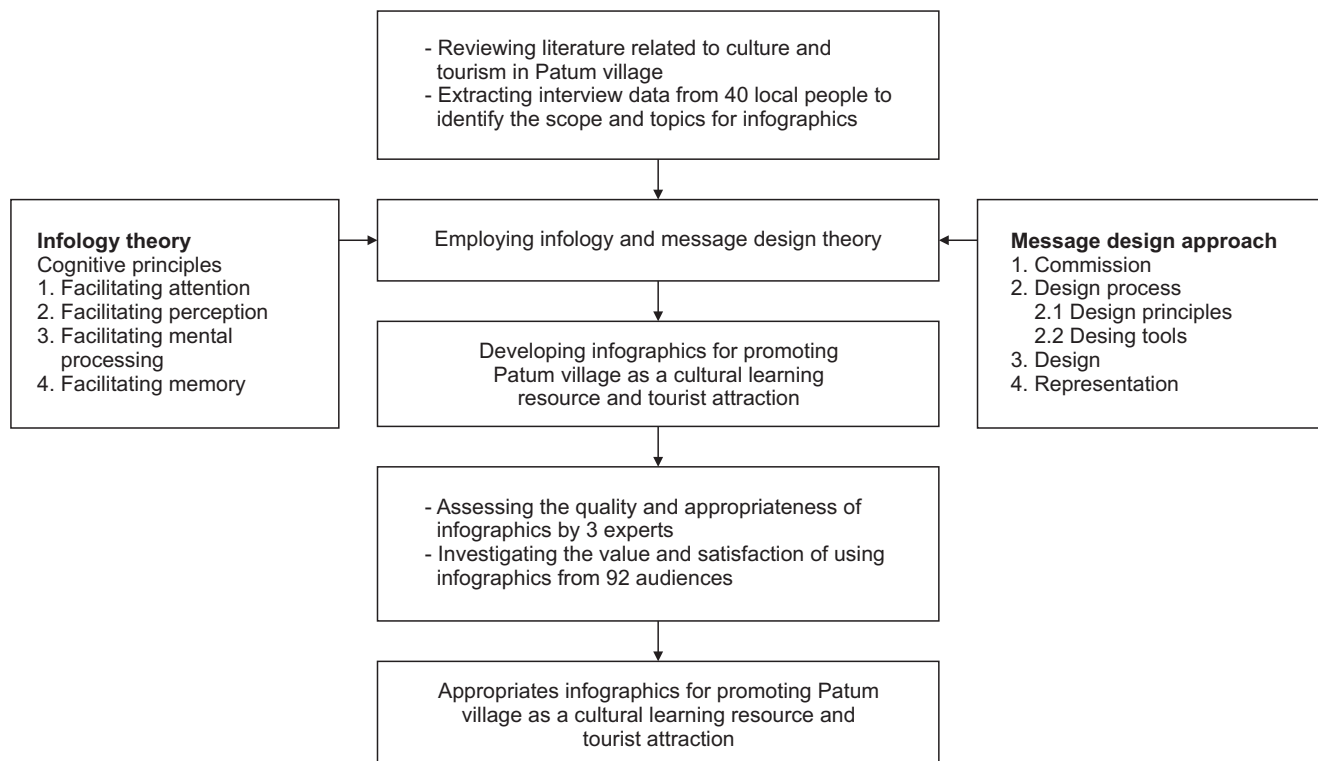 - Reviewing literature related to culture and
tourism in Patum village
- Extracting interview data from 40 local people to
identify the scope and topics for infographics
Infology theory
Cognitive principles
1. Facilitating attention
2. Facilitating perception
3. Facilitating mental
processing
4. Facilitating memory
Employing infology and message design theory
Message design approach
1. Commission
2. Design process
2.1 Design principles
2.2 Desing tools
3. Design
4. Representation
Developing infographics for promoting
Patum village as a cultural learning
resource and tourist attraction
- Assessing the quality and appropriateness of
infographics by 3 experts
- Investigating the value and satisfaction of using
infographics from 92 audiences
Appropriates infographics for promoting Patum
village as a cultural learning resource and
tourist attraction